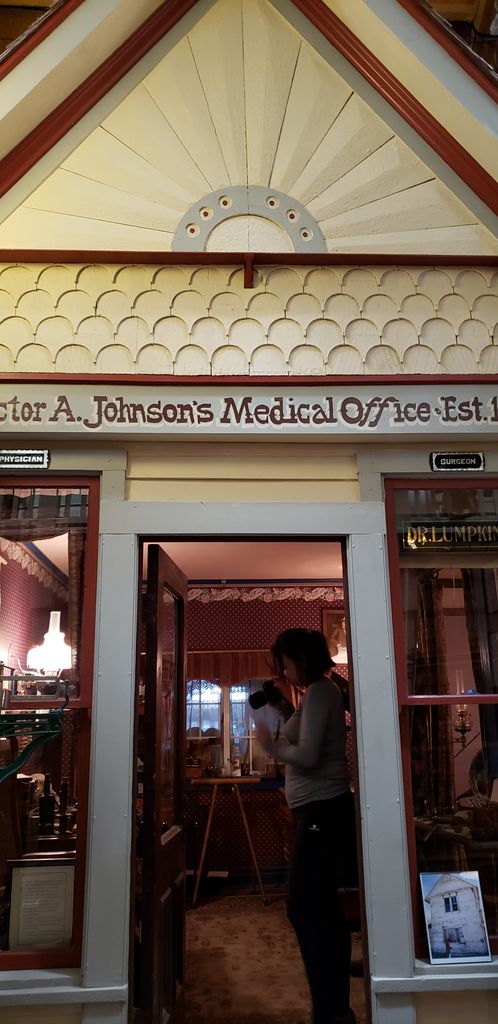 ctor A. Johnson's Medical Office · Est. 1
PHYSICIAN
SURGEON
DR. LUMPKIN